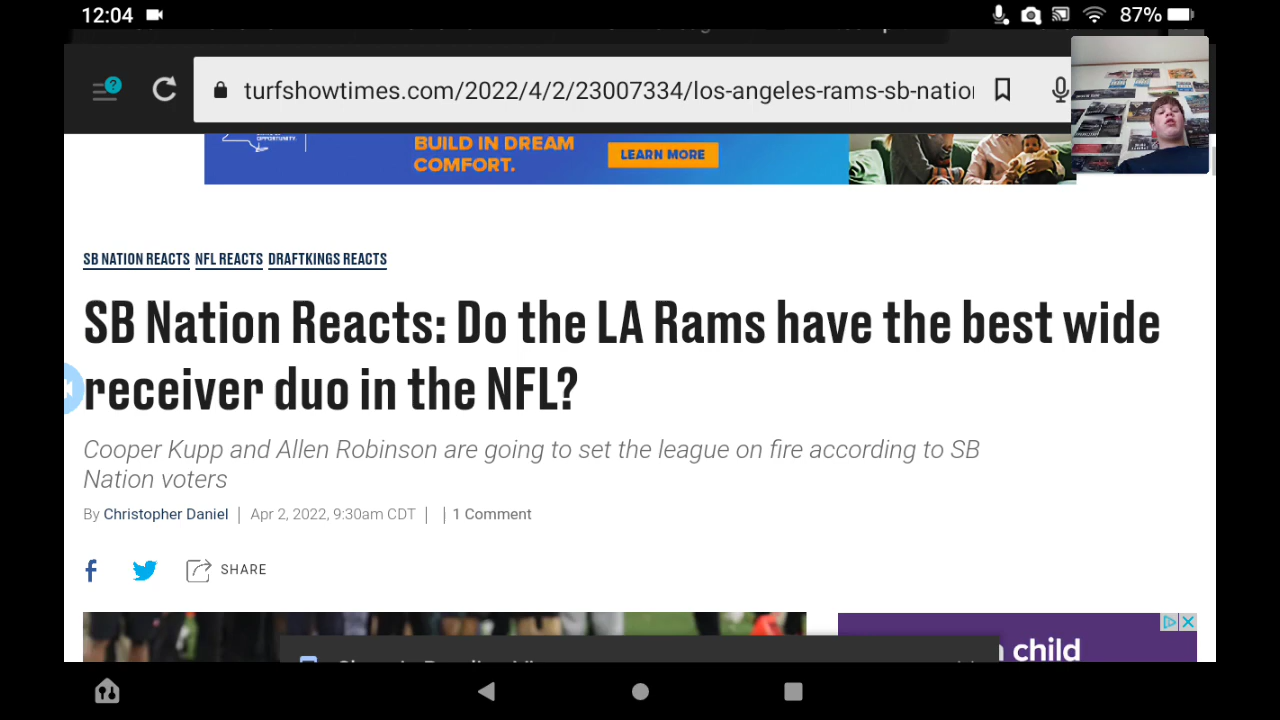 12:04
87%
turfshowtimes.com/2022/4/2/23007334/los-angeles-rams-sb-natio
OPPORTUNITY.
BUILD IN DREAM
COMFORT.
LEARN MORE
SB NATION REACTS NFL REACTS DRAFTKINGS REACTS
SB Nation Reacts: Do the LA Rams have the best wide
receiver duo in the NFL?
Cooper Kupp and Allen Robinson are going to set the league on fire according to SB
Nation voters
By Christopher Daniel | Apr 2, 2022, 9:30am CDT | | 1 Comment
SHARE
child